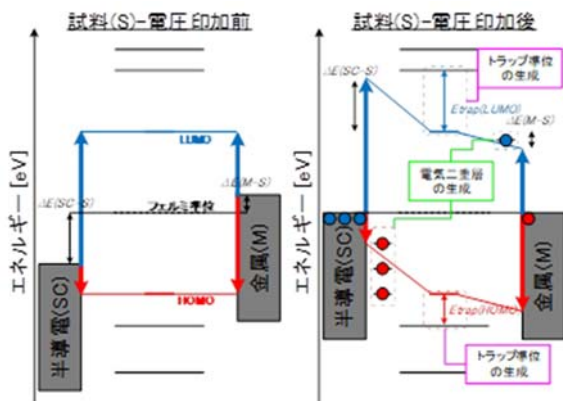 試料(S)-電圧印加前
エネルギー [eV]
LUMO
ΔE(SC-S)
ΔE(M-S)
フェルミ準位
HOMO
半導電(SC)
金属(M)
試料(S)-電圧印加後
エネルギー [eV]
トラップ準位
の生成
ΔE(SC-S)
Etrap(LUMO)
ΔE(M-S)
電気二重層
の生成
半導電(SC)
金属(M)
Etrap(HOMO)
トラップ準位
の生成